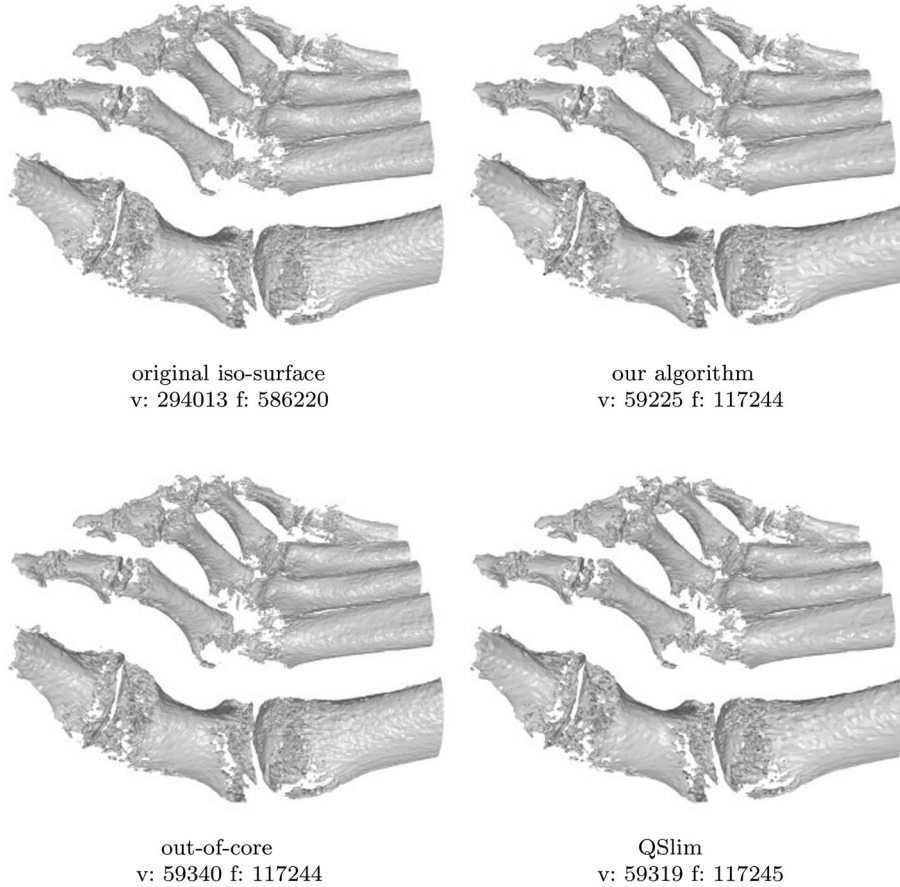 original iso-surface
v: 294013 f: 586220
our algorithm
v: 59225 f: 117244
out-of-core
v: 59340 f: 117244
QSlim
v: 59319 f: 117245